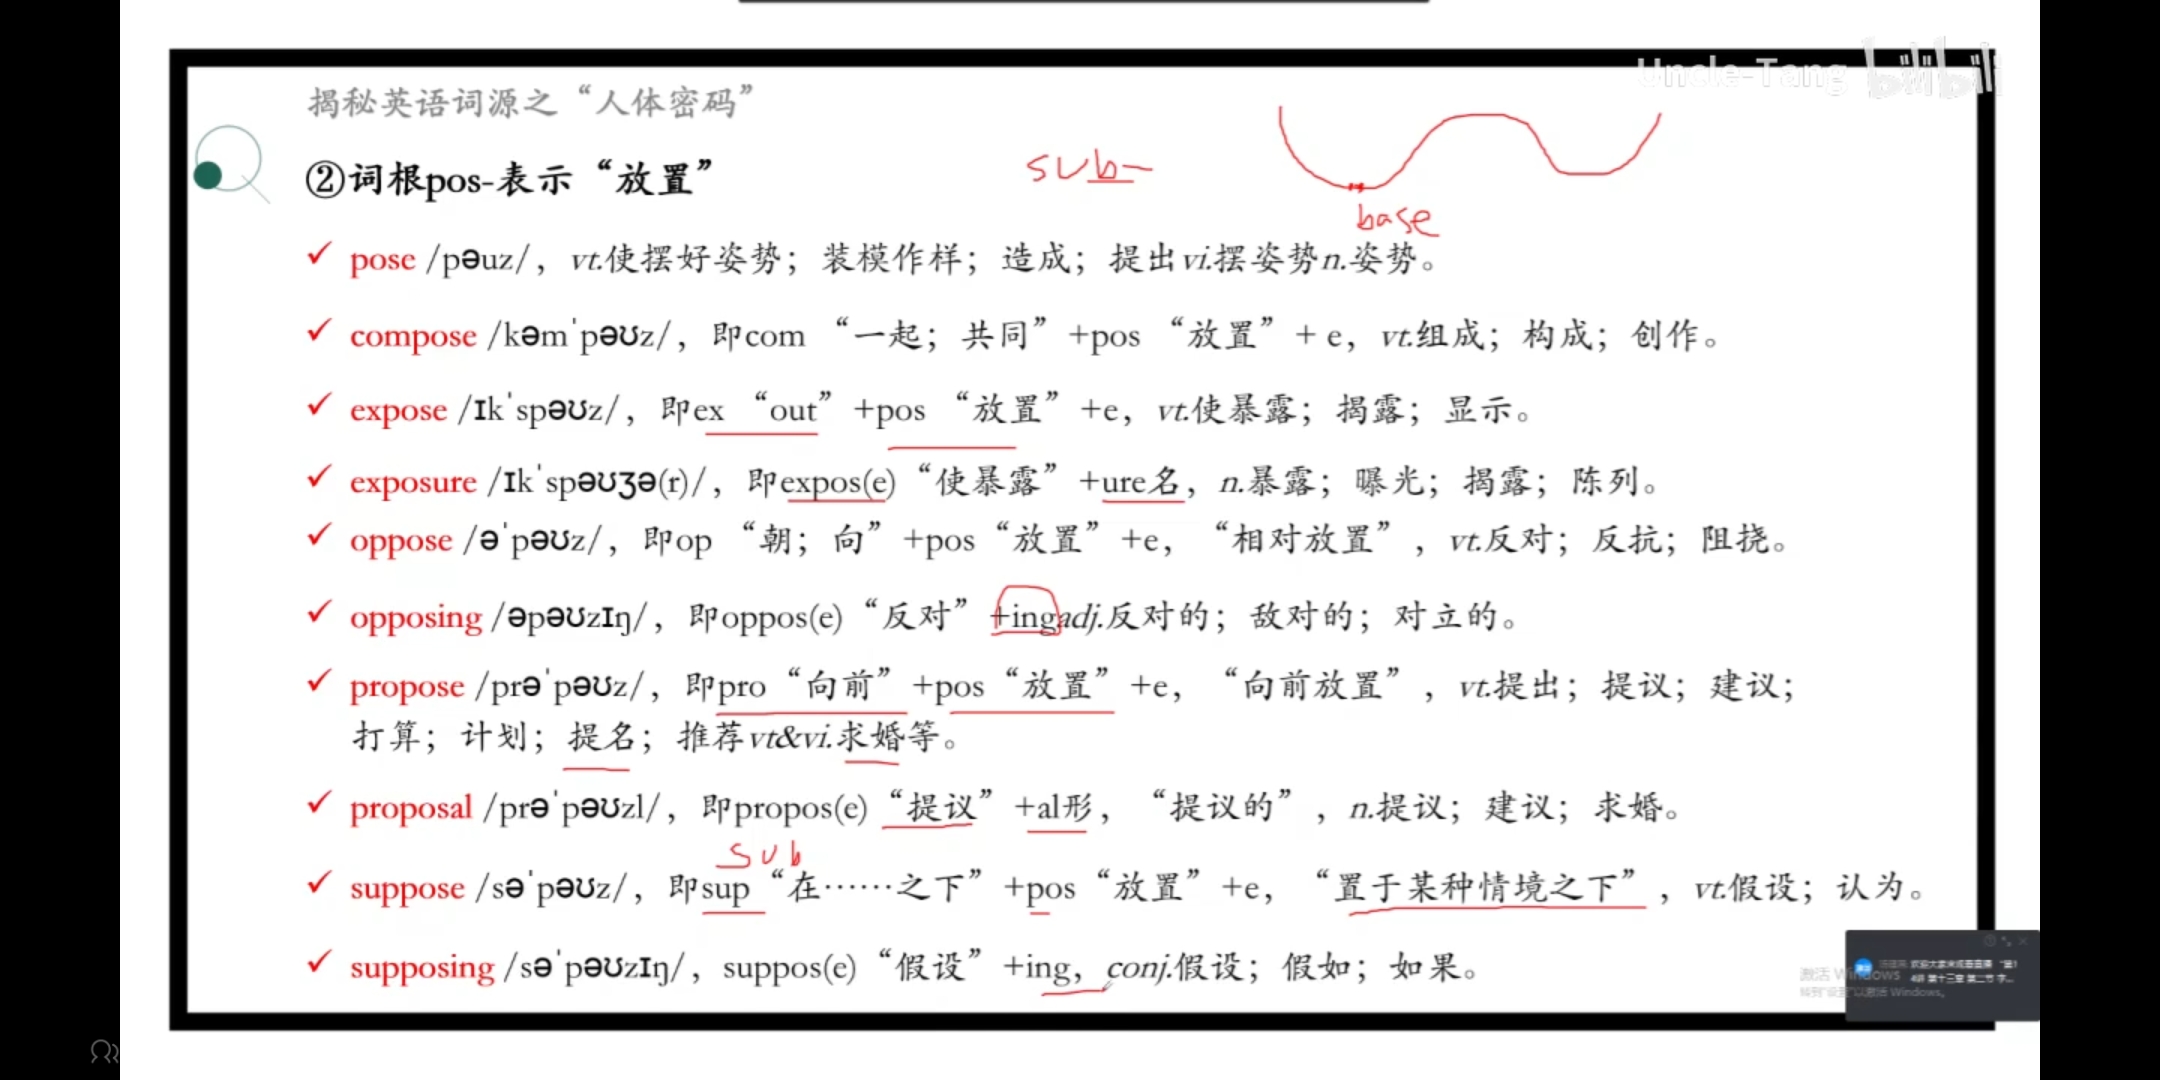 Uncle-Tang bilibili
揭秘英语词源之“人体密码”
②词根pos-表示“放置”
sub-
base
✓ pose /pəuz/，vt.使摆好姿势；装模作样；造成；提出vi.摆姿势n.姿势。
✓ compose /kəmˈpəʊz/，即com “一起；共同”+pos “放置”+ e，vt.组成；构成；创作。
✓ expose /ɪkˈspəʊz/，即ex “out”+pos “放置”+e，vt.使暴露；揭露；显示。
✓ exposure /ɪkˈspəʊʒə(r)/，即expos(e)“使暴露”+ure名，n.暴露；曝光；揭露；陈列。
✓ oppose /əˈpəʊz/，即op “朝；向”+pos“放置”+e，“相对放置”，vt.反对；反抗；阻挠。
✓ opposing /əpəʊzɪŋ/，即oppos(e)“反对”+ingadj.反对的；敌对的；对立的。
✓ propose /prəˈpəʊz/，即pro“向前”+pos“放置”+e，“向前放置”，vt.提出；提议；建议；
打算；计划；提名；推荐vt&vi.求婚等。
✓ proposal /prəˈpəʊzl/，即propos(e)“提议”+al形，“提议的”，n.提议；建议；求婚。
sub
✓ suppose /səˈpəʊz/，即sup“在……之下”+pos“放置”+e，“置于某种情境之下”，vt.假设；认为。
✓ supposing /səˈpəʊzɪŋ/，suppos(e)“假设”+ing，conj.假设；假如；如果。
激活 Windows
转到"设置"以激活 Windows。